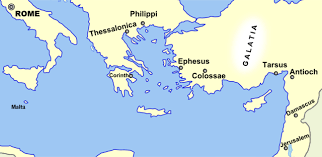 ROME
Philippi
Thessalonica
GALATIA
Ephesus
Tarsus
Corinth
Colossae
Antioch
Malta
Damascus
Jerusalem